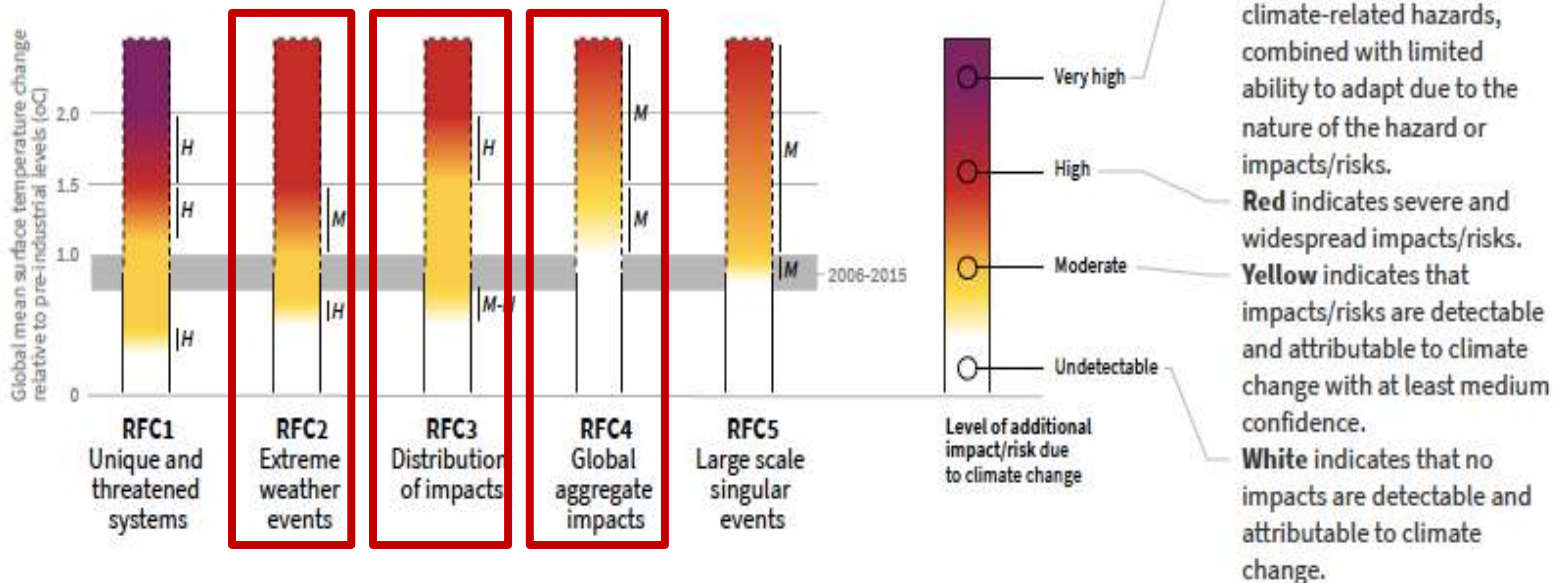 Global mean surface temperature change
relative to pre-industrial levels (oC)
2.0
1.5
1.0
0
H
H
H
M
H
H
M-H
M
M
M
M
2006-2015
RFC1
Unique and
threatened
systems
RFC2
Extreme
weather
events
RFC3
Distribution
of impacts
RFC4
Global
aggregate
impacts
RFC5
Large scale
singular
events
Very high
High
Moderate
Undetectable
Level of additional
impact/risk due
to climate change
climate-related hazards,
combined with limited
ability to adapt due to the
nature of the hazard or
impacts/risks.
Red indicates severe and
widespread impacts/risks.
Yellow indicates that
impacts/risks are detectable
and attributable to climate
change with at least medium
confidence.
White indicates that no
impacts are detectable and
attributable to climate
change.